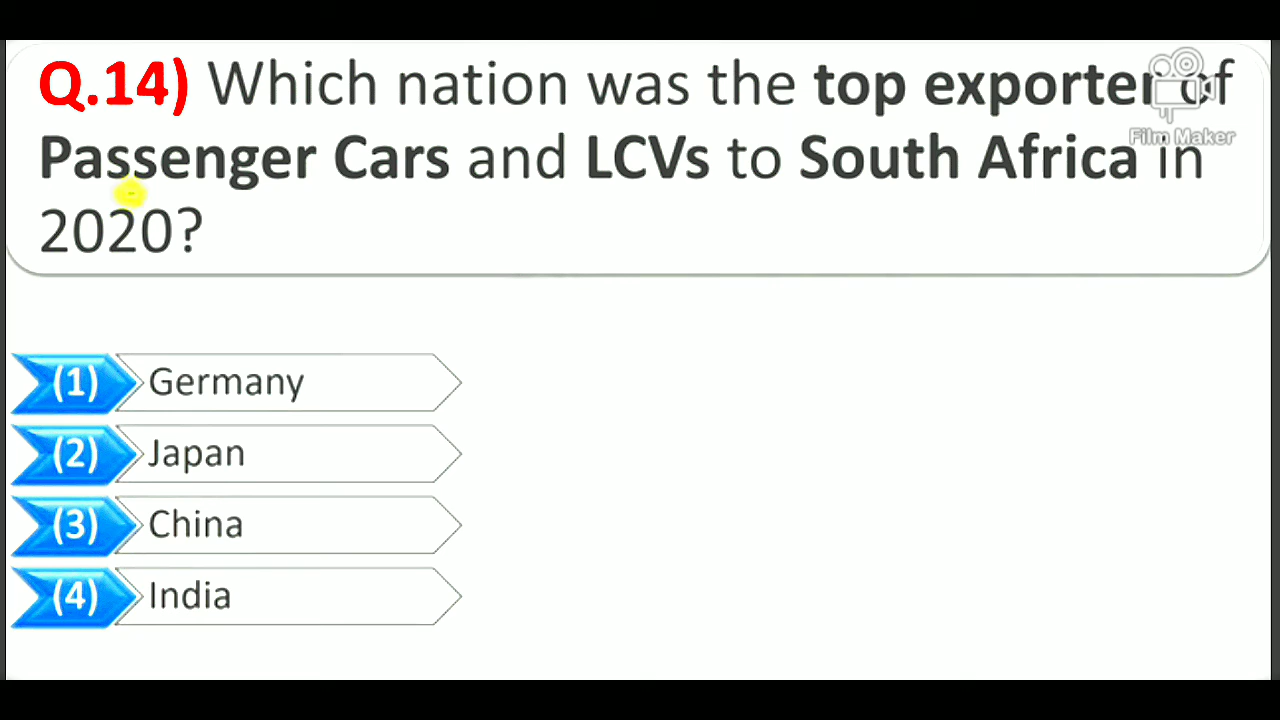 Q.14) Which nation was the top exporter of
Film Maker
Passenger Cars and LCVs to South Africa in
2020?
(1) Germany
(2) Japan
(3) China
(4) India